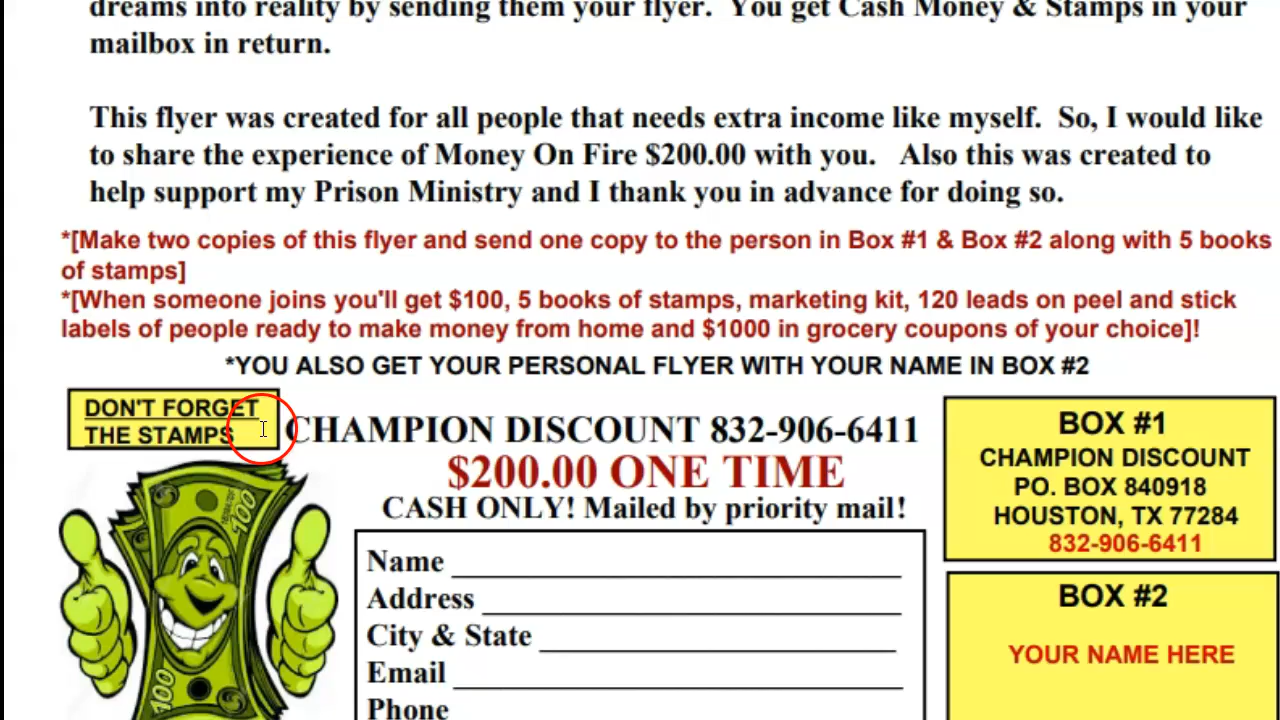 dreams into reality by sending them your flyer. You get Cash Money & Stamps in your
mailbox in return.
This flyer was created for all people that needs extra income like myself. So, I would like
to share the experience of Money On Fire $200.00 with you. Also this was created to
help support my Prison Ministry and I thank you in advance for doing so.
*[Make two copies of this flyer and send one copy to the person in Box #1 & Box #2 along with 5 books
of stamps]
*[When someone joins you'll get $100, 5 books of stamps, marketing kit, 120 leads on peel and stick
labels of people ready to make money from home and $1000 in grocery coupons of your choice]!
*YOU ALSO GET YOUR PERSONAL FLYER WITH YOUR NAME IN BOX #2
DON'T FORGET
THE STAMPS
CHAMPION DISCOUNT 832-906-6411
$200.00 ONE TIME
CASH ONLY! Mailed by priority mail!
Name
Address
City & State
Email
Phone
BOX #1
CHAMPION DISCOUNT
PO. BOX 840918
HOUSTON, TX 77284
832-906-6411
BOX #2
YOUR NAME HERE
100
100